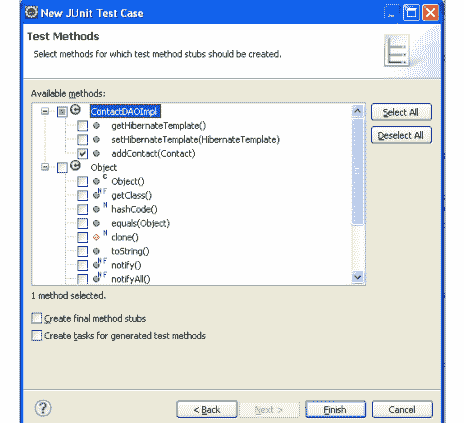 New JUnit Test Case
Test Methods
Select methods for which test method stubs should be created.
Available methods:
ContactDAOImpl
getHibernateTemplate()
setHibernateTemplate(HibernateTemplate)
addContact(Contact)
Object
C Object()
N F getClass()
N hashCode()
equals(Object)
N clone()
toString()
N F notify()
N F notifyAll()
Select All
Deselect All
1 method selected.
Create final method stubs
Create tasks for generated test methods
?
< Back
Next >
Finish
Cancel